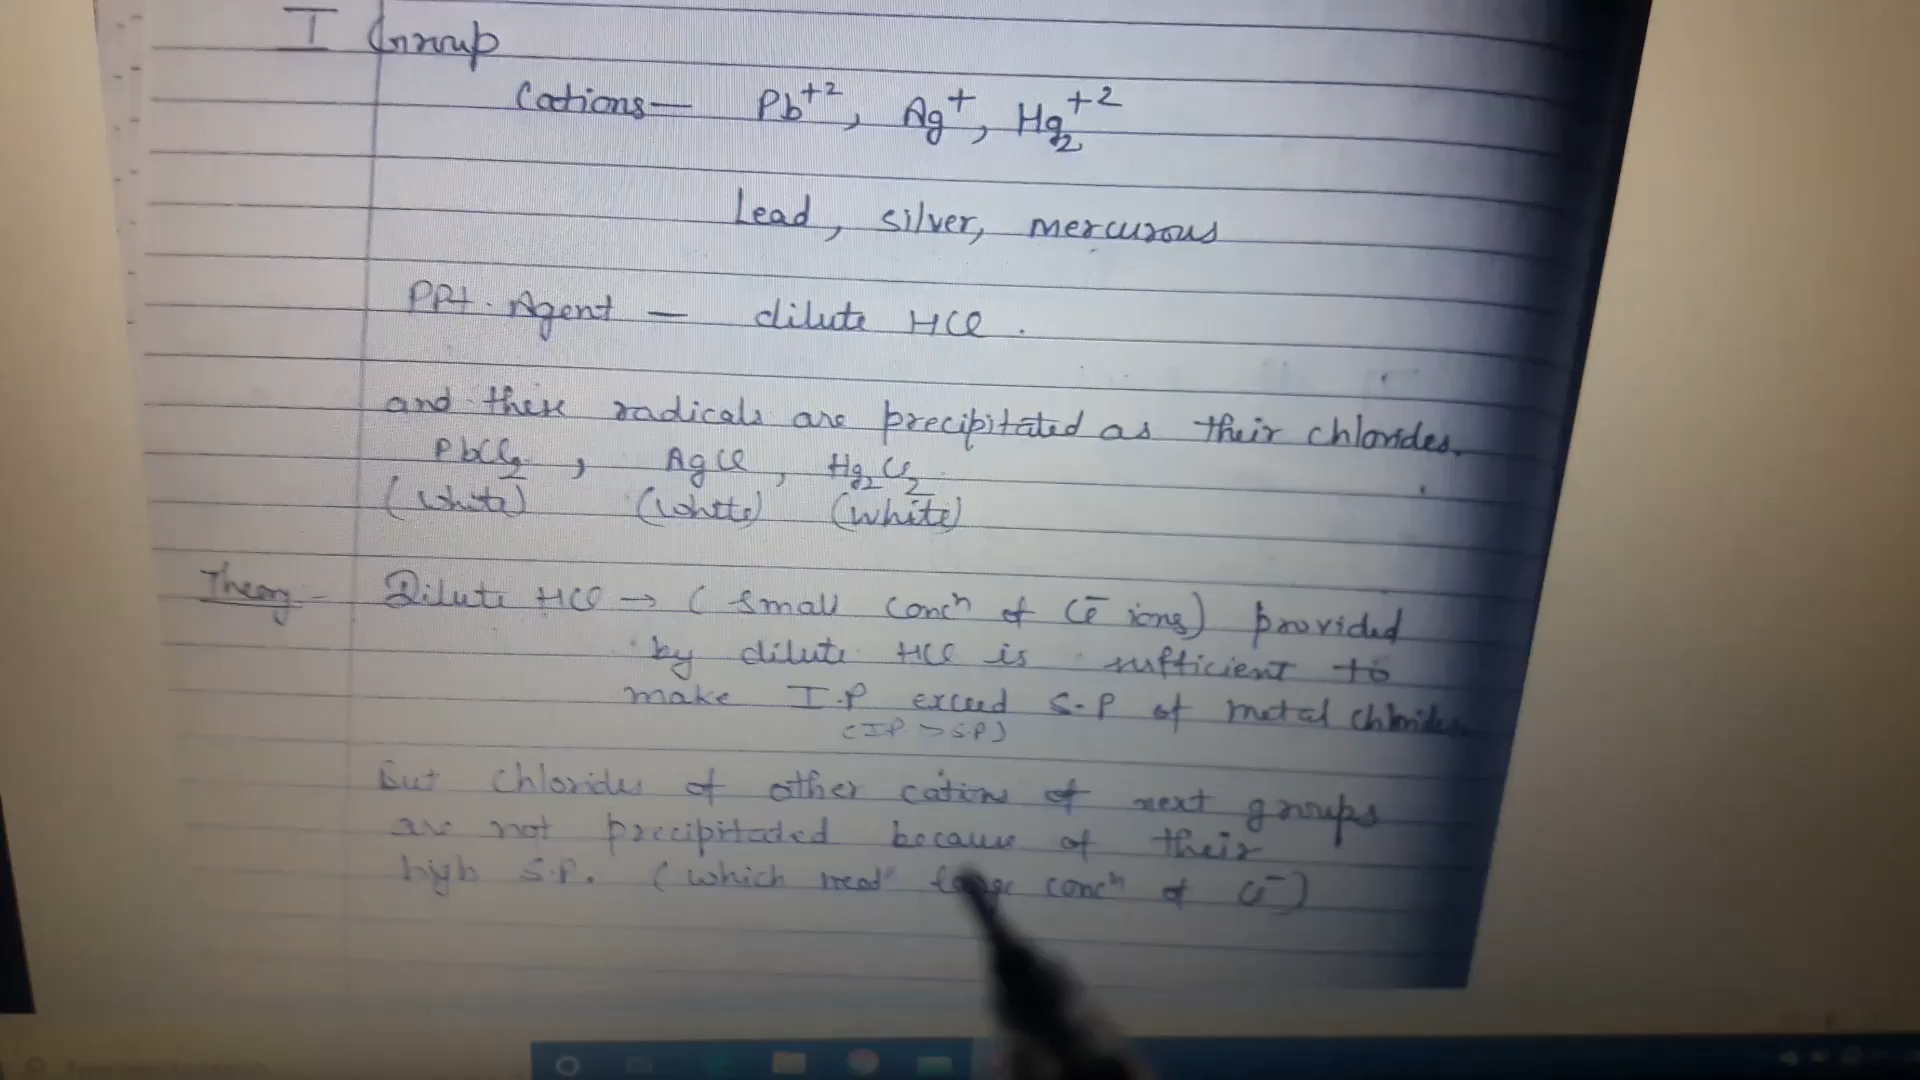 I Group
Cations— Pb+2, Ag+, Hg2+2
Lead, silver, mercurous
PPt. Agent — dilute HCl.
and these radicals are precipitated as their chlorides.
PbCl2, AgCl, Hg2Cl2
(White) (White) (White)
Theory - Dilute HCl → (small concn of Cl- ions) provided
by dilute HCl is sufficient to
make I.P exceed S.P of metal chlorides.
(IP > S.P)
But chlorides of other cations of next groups
are not precipitated because of their
high S.P. (which need large concn of Cl-)